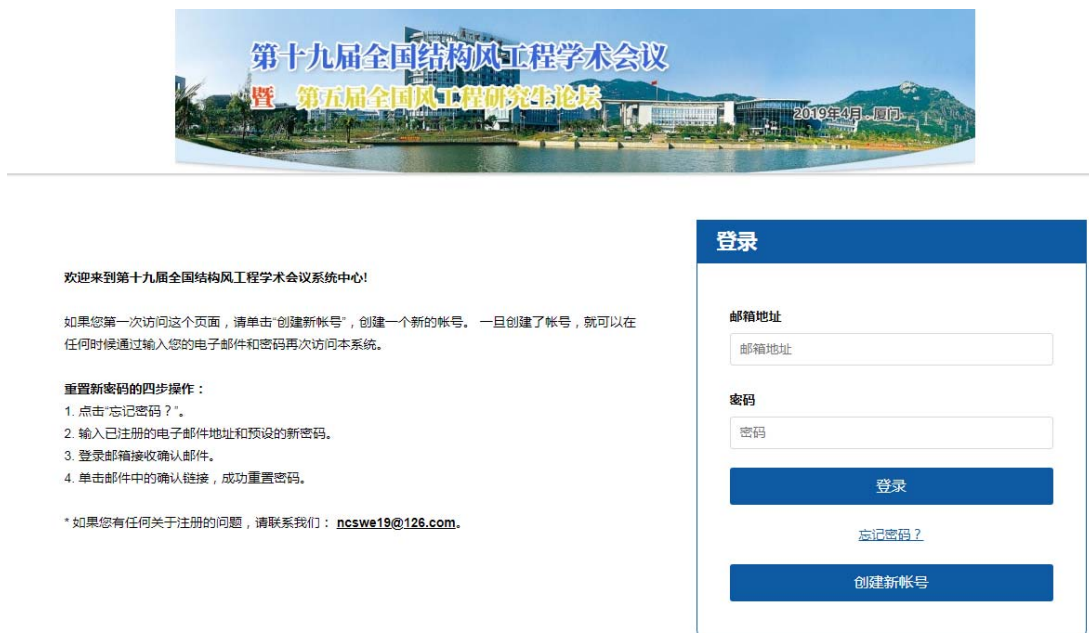 第十九届全国结构风工程学术会议
暨 第五届全国风工程研究生论坛
2019年4月·厦门
欢迎来到第十九届全国结构风工程学术会议系统中心!
如果您第一次访问这个页面，请单击“创建新帐号”，创建一个新的帐号。 一旦创建了帐号，就可以在
任何时候通过输入您的电子邮件和密码再次访问本系统。
重置新密码的四步操作：
1. 点击“忘记密码？”。
2. 输入已注册的电子邮件地址和预设的新密码。
3. 登录邮箱接收确认邮件。
4. 单击邮件中的确认链接，成功重置密码。
* 如果您有任何关于注册的问题，请联系我们： ncswe19@126.com。
登录
邮箱地址
邮箱地址
密码
密码
登录
忘记密码？
创建新帐号